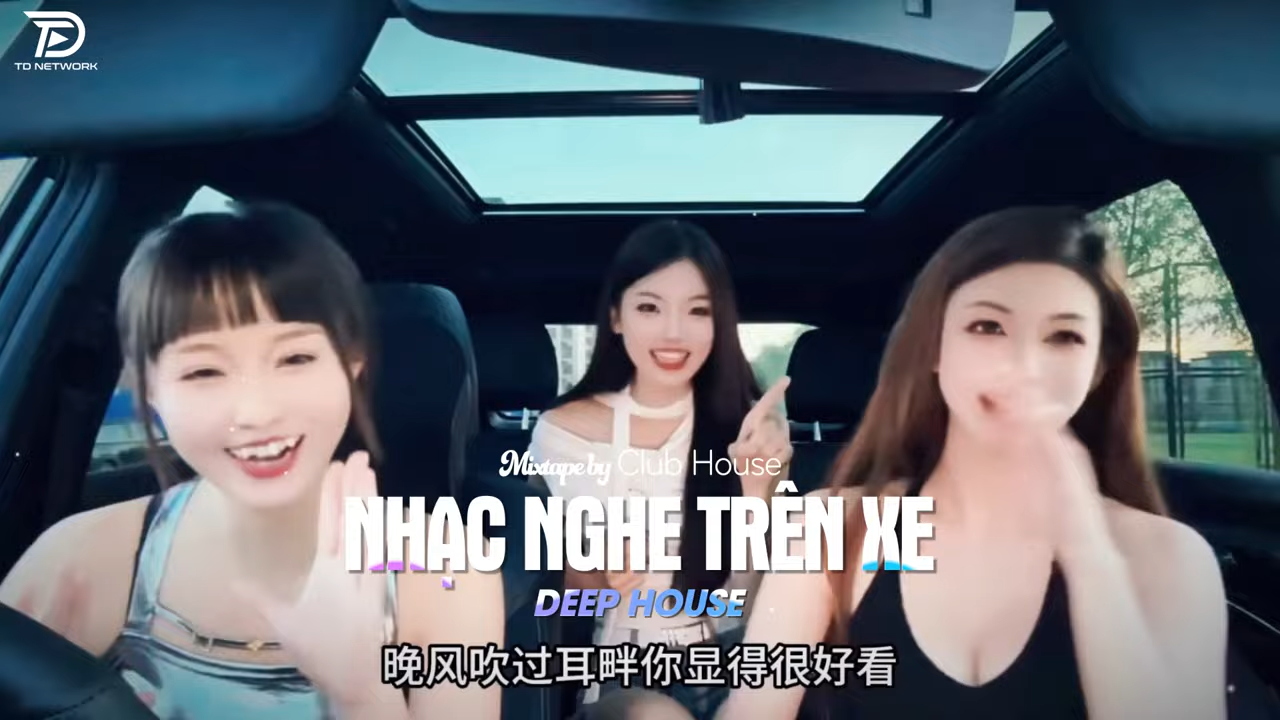 TD NETWORK
Mixtape by Club House
NHẠC NGHE TRÊN XE
DEEP HOUSE
晚风吹过耳畔你显得很好看